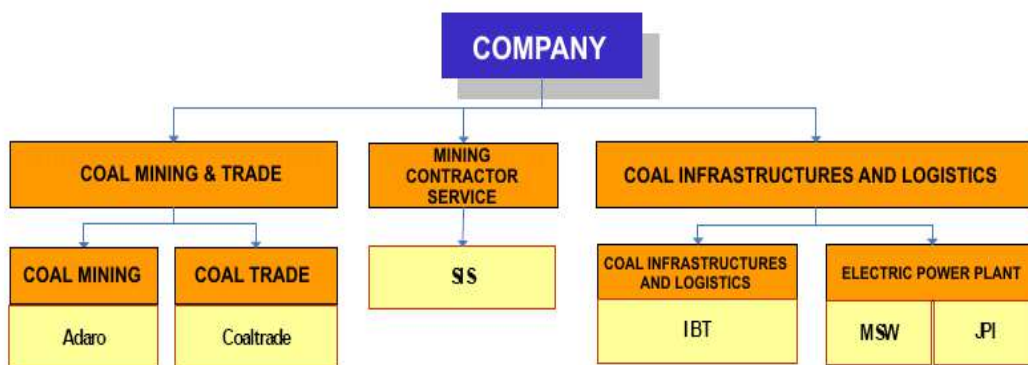 COMPANY
COAL MINING & TRADE
MINING
CONTRACTOR
SERVICE
COAL INFRASTRUCTURES AND LOGISTICS
COAL MINING
COAL TRADE
SIS
COAL INFRASTRUCTURES
AND LOGISTICS
ELECTRIC POWER PLANT
Adaro
Coaltrade
IBT
MSW
JPI